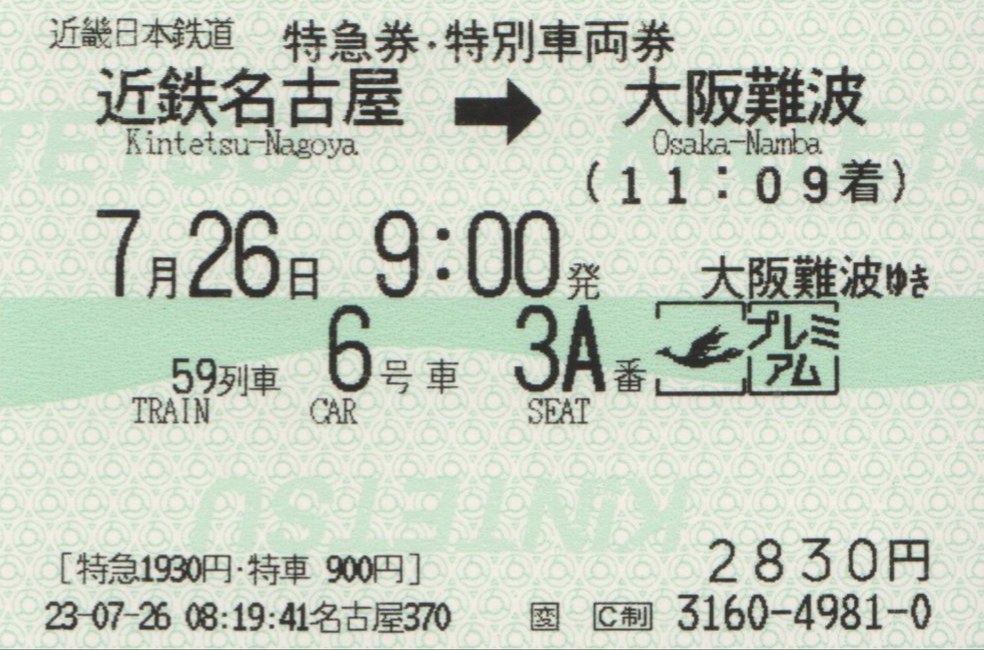 近畿日本鉄道 特急券・特別車両券
近鉄名古屋 ➡ 大阪難波
Kintetsu-Nagoya Osaka-Namba
(11:09着)
7月26日 9:00発 大阪難波ゆき
59列車 6号車 3A番 プレミアム
TRAIN CAR SEAT
KINTETSU
[特急1930円・特車 900円] 2830円
23-07-26 08:19:41名古屋370 変 C制 3160-4981-0